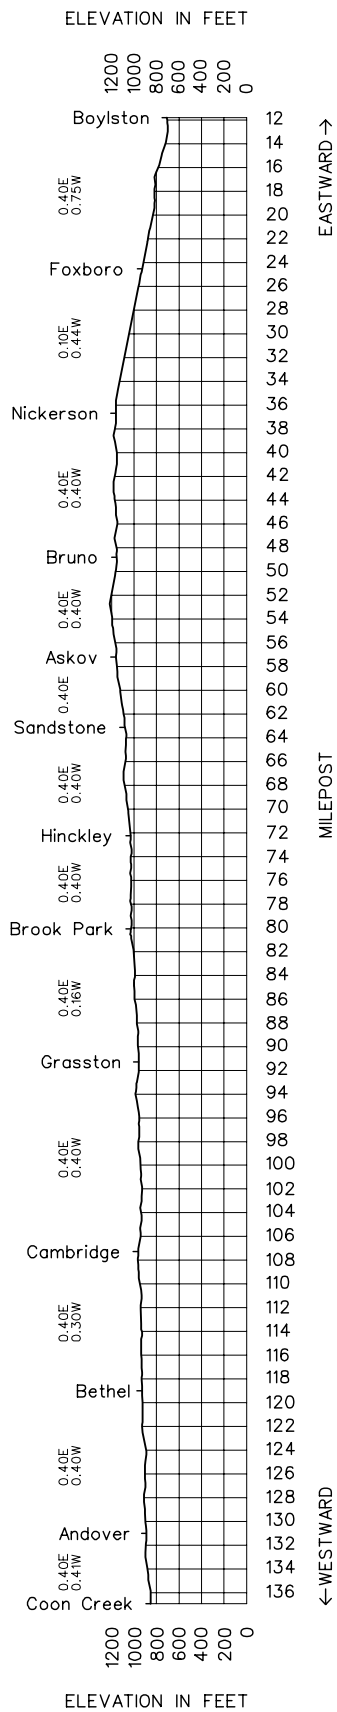 ELEVATION IN FEET
1200 1000 800 600 400 200 0
Boylston 12
EASTWARD →
14
16
0.40E
0.75W
18
20
22
24
Foxboro
26
28
0.10E
0.44W
30
32
34
36
Nickerson
38
40
0.40E
0.40W
42
44
46
48
Bruno
50
0.40E
0.40W
52
54
56
Askov
58
0.40E
60
62
Sandstone
64
66
0.40E
0.40W
68
70
MILEPOST
Hinckley 72
74
0.40E
0.40W
76
78
Brook Park 80
82
84
0.40E
0.16W
86
88
90
Grasston
92
94
96
98
0.40E
0.40W
100
102
104
106
Cambridge
108
110
0.40E
0.30W
112
114
116
118
Bethel
120
122
0.40E
0.40W
124
126
128
130
Andover
132
0.40E
0.41W
134
136
← WESTWARD
Coon Creek
1200 1000 800 600 400 200 0
ELEVATION IN FEET